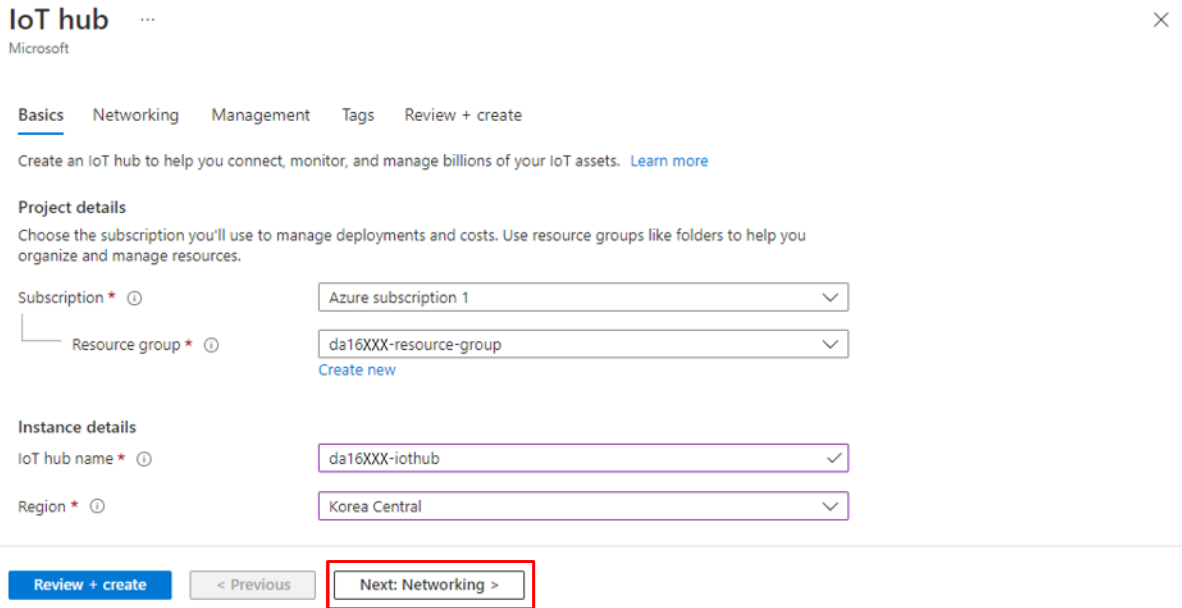 IoT hub ...
Microsoft
Basics Networking Management Tags Review + create
Create an IoT hub to help you connect, monitor, and manage billions of your IoT assets. Learn more
Project details
Choose the subscription you'll use to manage deployments and costs. Use resource groups like folders to help you
organize and manage resources.
Subscription * Azure subscription 1
Resource group * da16XXX-resource-group
Create new
Instance details
IoT hub name * da16XXX-iothub
Region * Korea Central
Review + create < Previous Next: Networking >